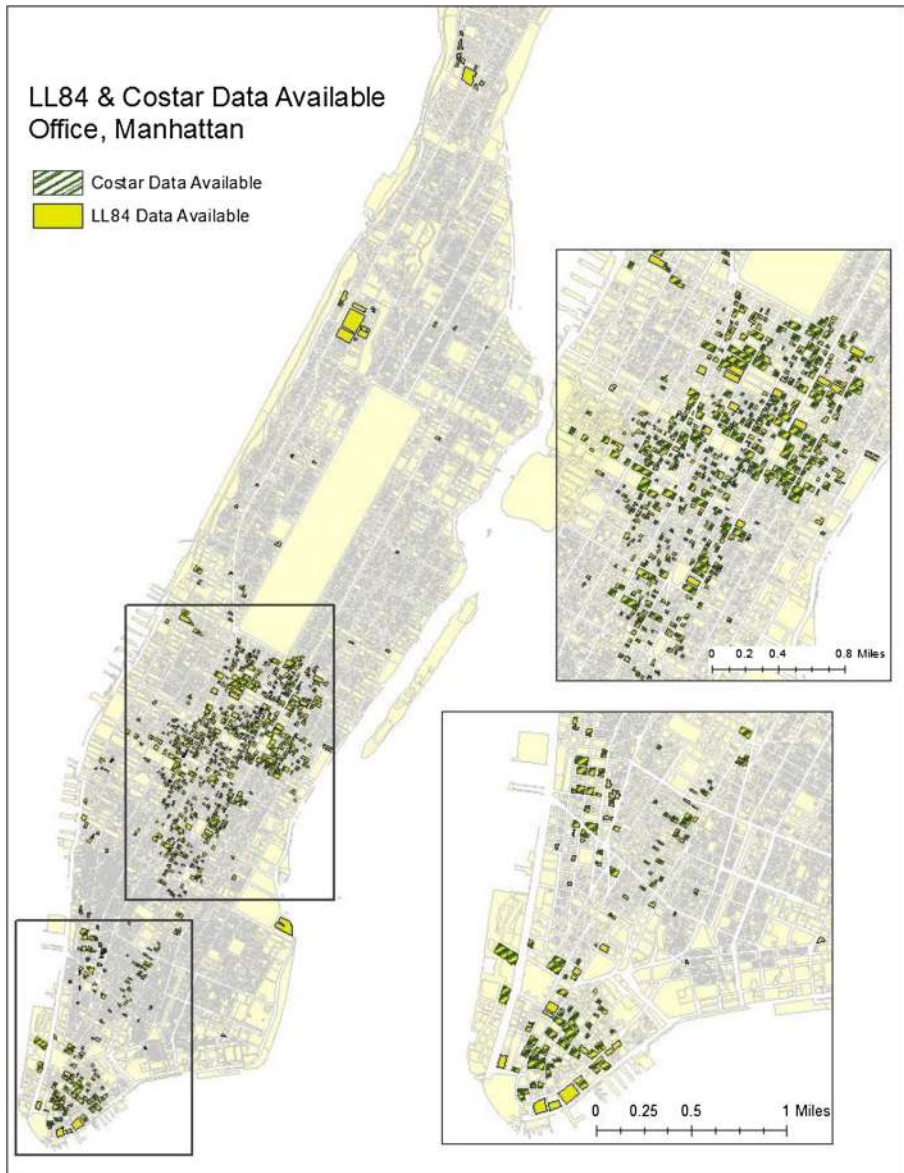 LL84 & Costar Data Available
Office, Manhattan
Costar Data Available
LL84 Data Available
0 0.2 0.4 0.8 Miles
0 0.25 0.5 1 Miles